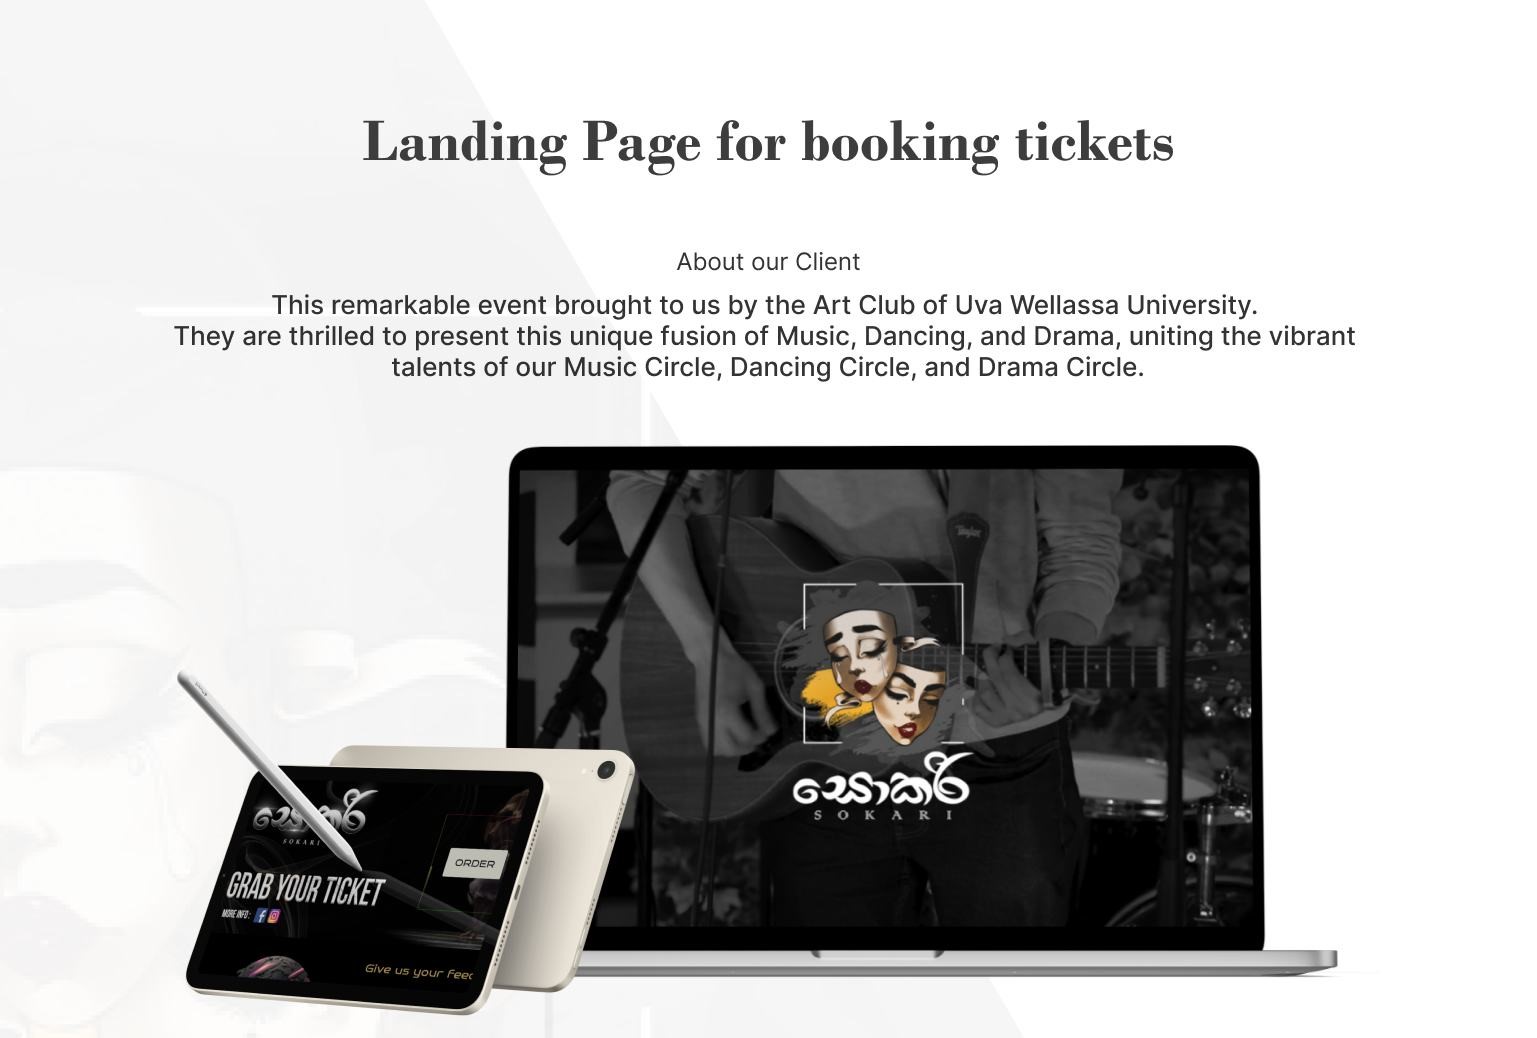 Landing Page for booking tickets
About our Client
This remarkable event brought to us by the Art Club of Uva Wellassa University.
They are thrilled to present this unique fusion of Music, Dancing, and Drama, uniting the vibrant
talents of our Music Circle, Dancing Circle, and Drama Circle.
Taylor
සොකරි
SOKARI
සොකරි
SOKARI
ORDER
GRAB YOUR TICKET
MORE INFO :
Give us your feed